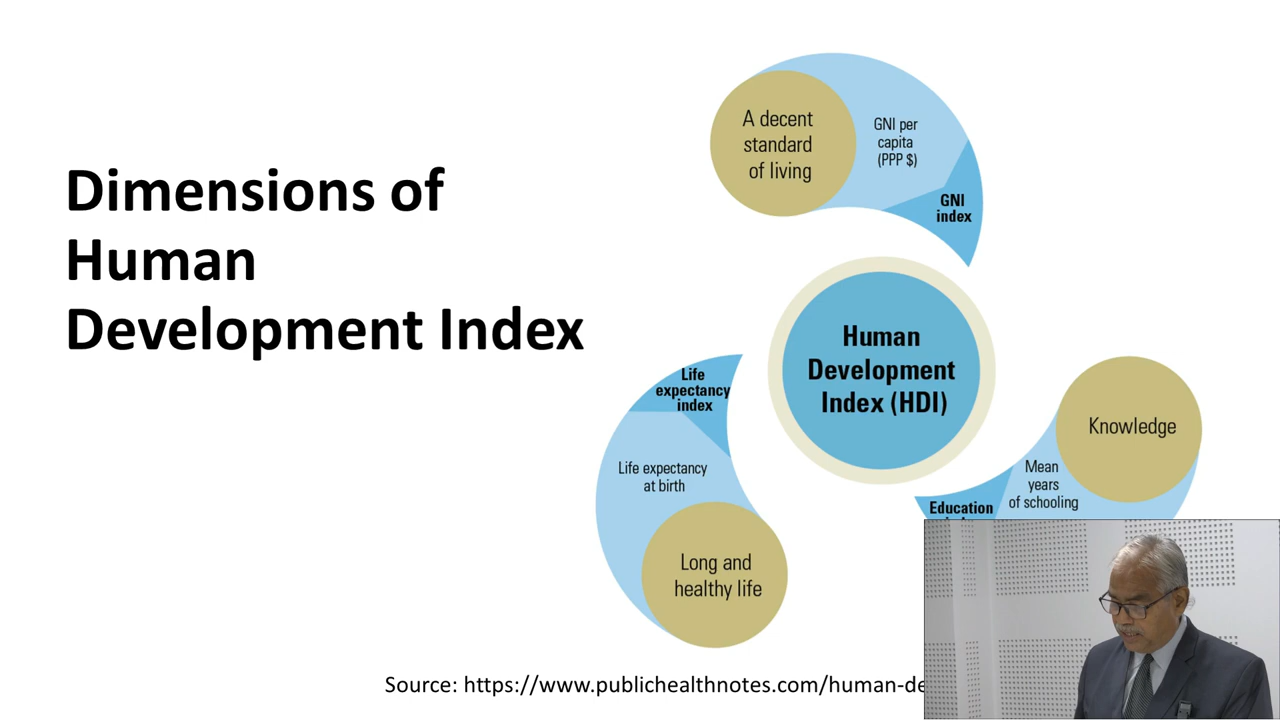 Dimensions of
Human
Development Index
A decent
standard
of living
GNI per
capita
(PPP $)
GNI
index
Human
Development
Index (HDI)
Life
expectancy
index
Life expectancy
at birth
Long and
healthy life
Knowledge
Mean
years
of schooling
Education
Source: https://www.publichealthnotes.com/human-de